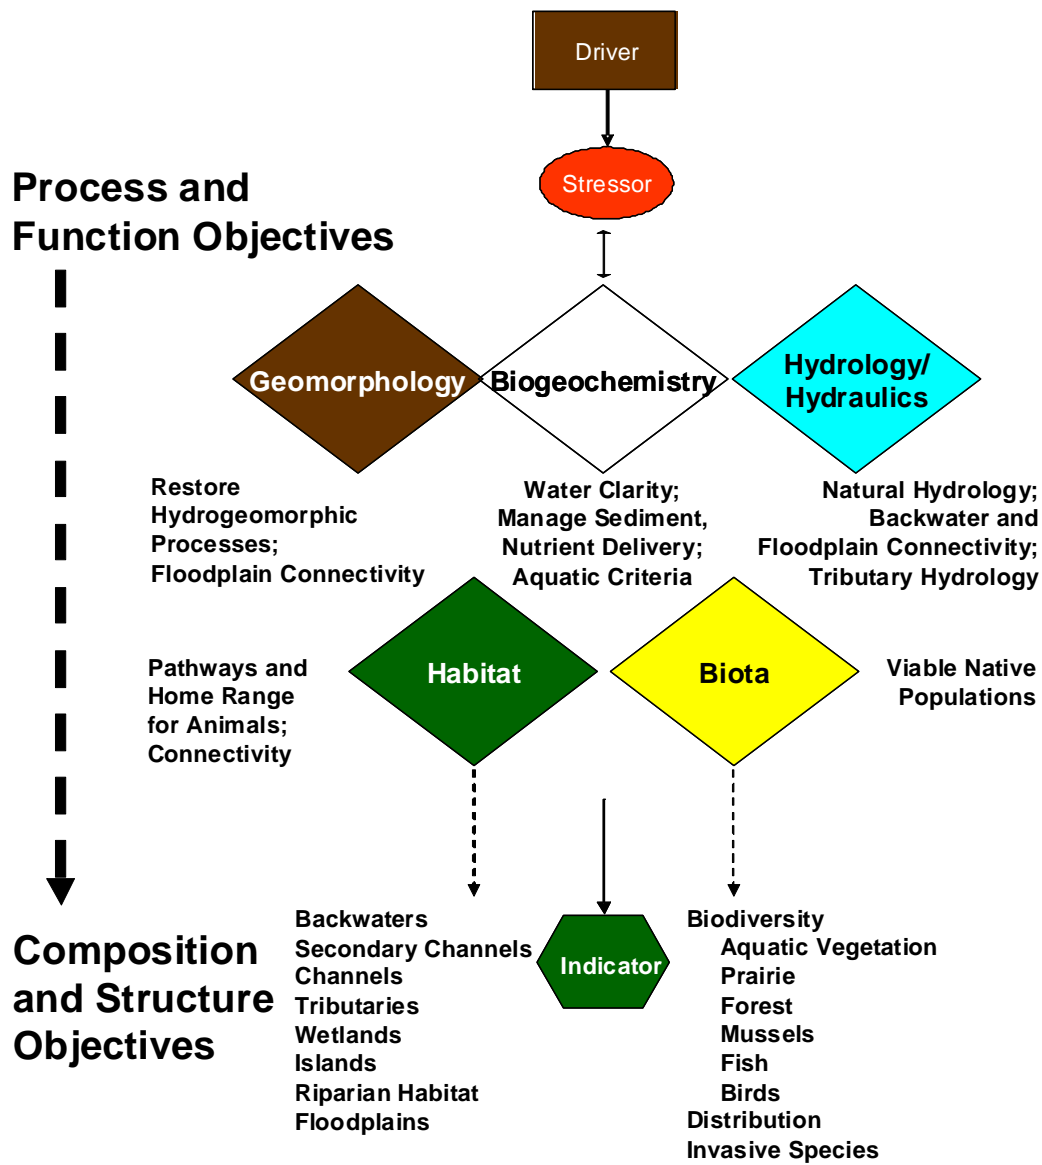 Driver
Stressor
Process and
Function Objectives
Geomorphology
Biogeochemistry
Hydrology/
Hydraulics
Restore
Hydrogeomorphic
Processes;
Floodplain Connectivity
Water Clarity;
Manage Sediment,
Nutrient Delivery;
Aquatic Criteria
Natural Hydrology;
Backwater and
Floodplain Connectivity;
Tributary Hydrology
Pathways and
Home Range
for Animals;
Connectivity
Habitat
Biota
Viable Native
Populations
Composition
and Structure
Objectives
Backwaters
Secondary Channels
Channels
Tributaries
Wetlands
Islands
Riparian Habitat
Floodplains
Indicator
Biodiversity
Aquatic Vegetation
Prairie
Forest
Mussels
Fish
Birds
Distribution
Invasive Species